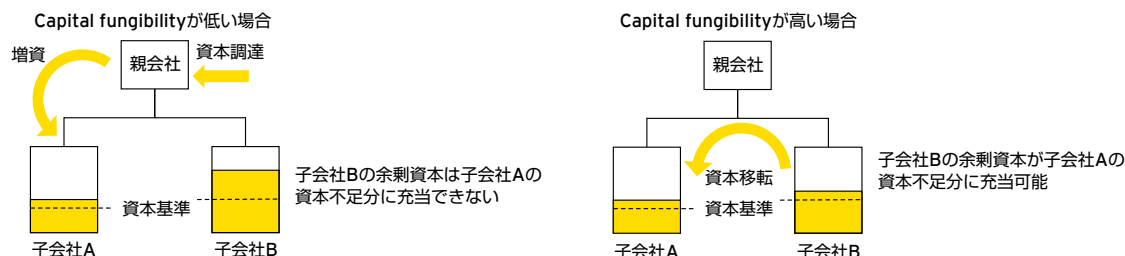 Capital fungibilityが低い場合
増資
親会社
資本調達
子会社Bの余剰資本は子会社Aの
資本不足分に充当できない
資本基準
子会社A
子会社B
Capital fungibilityが高い場合
親会社
資本移転
子会社Bの余剰資本が子会社Aの
資本不足分に充当可能
資本基準
子会社A
子会社B